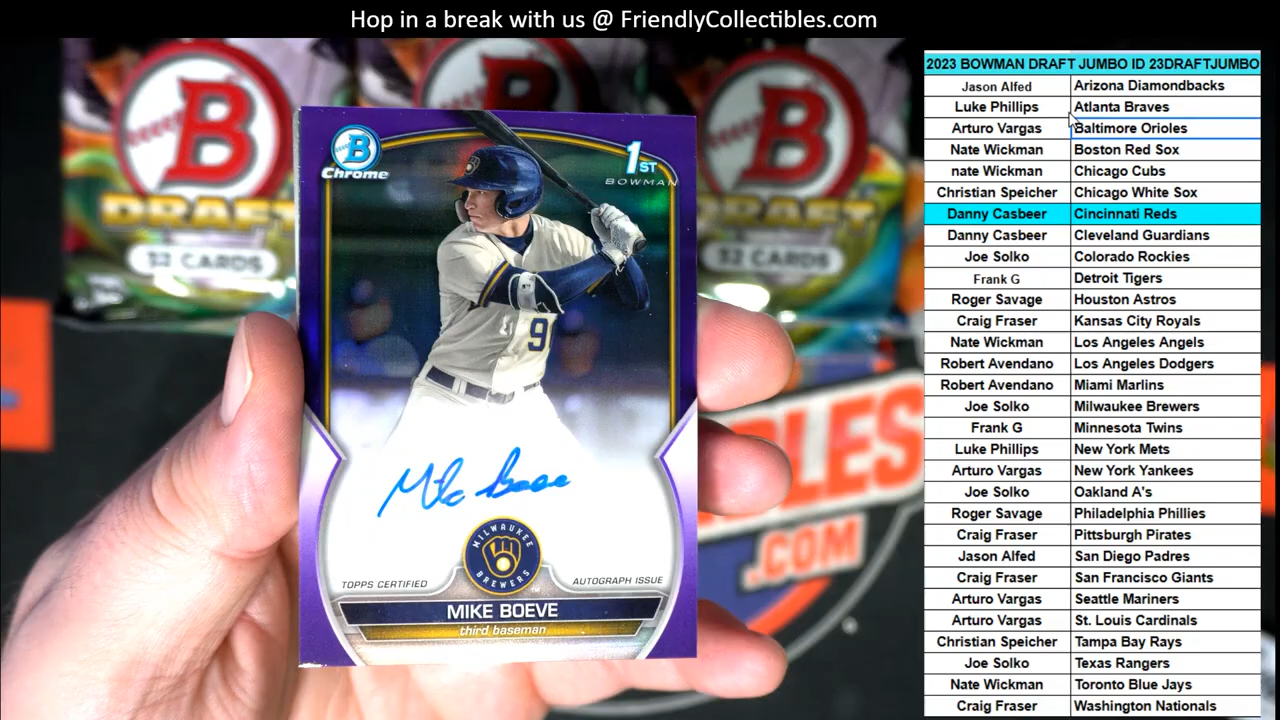 Hop in a break with us @ FriendlyCollectibles.com
B
DRAFT
32 CARDS
B
DRAFT
32 CARDS
B
Chrome
1ST
BOWMAN
9
Mike Boeve
MILWAUKEE
BREWERS
TOPPS CERTIFIED
AUTOGRAPH ISSUE
MIKE BOEVE
third baseman
.COM
2023 BOWMAN DRAFT JUMBO ID 23DRAFTJUMBO
Jason Alfed Arizona Diamondbacks
Luke Phillips Atlanta Braves
Arturo Vargas Baltimore Orioles
Nate Wickman Boston Red Sox
nate Wickman Chicago Cubs
Christian Speicher Chicago White Sox
Danny Casbeer Cincinnati Reds
Danny Casbeer Cleveland Guardians
Joe Solko Colorado Rockies
Frank G Detroit Tigers
Roger Savage Houston Astros
Craig Fraser Kansas City Royals
Nate Wickman Los Angeles Angels
Robert Avendano Los Angeles Dodgers
Robert Avendano Miami Marlins
Joe Solko Milwaukee Brewers
Frank G Minnesota Twins
Luke Phillips New York Mets
Arturo Vargas New York Yankees
Joe Solko Oakland A's
Roger Savage Philadelphia Phillies
Craig Fraser Pittsburgh Pirates
Jason Alfed San Diego Padres
Craig Fraser San Francisco Giants
Arturo Vargas Seattle Mariners
Arturo Vargas St. Louis Cardinals
Christian Speicher Tampa Bay Rays
Joe Solko Texas Rangers
Nate Wickman Toronto Blue Jays
Craig Fraser Washington Nationals